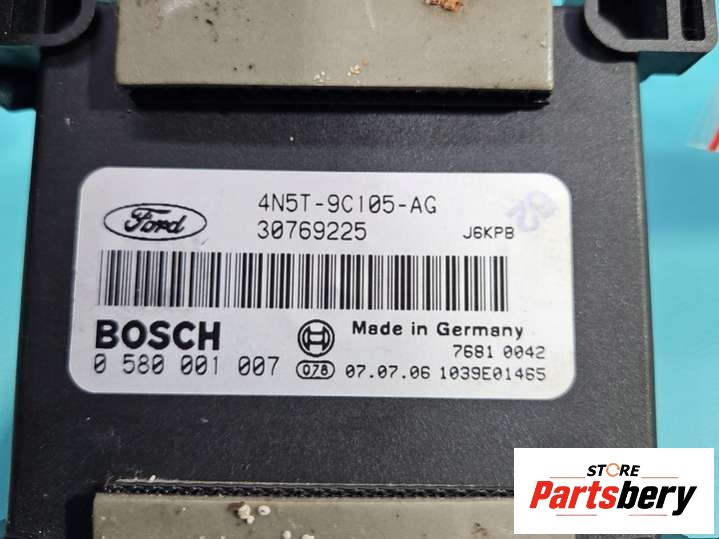 Ford
4N5T-9C105-AG
30769225
J6KPB
BOSCH
Made in Germany
7681 0042
0 580 001 007
078
07.07.06 1039E01465
STORE
Partsbery